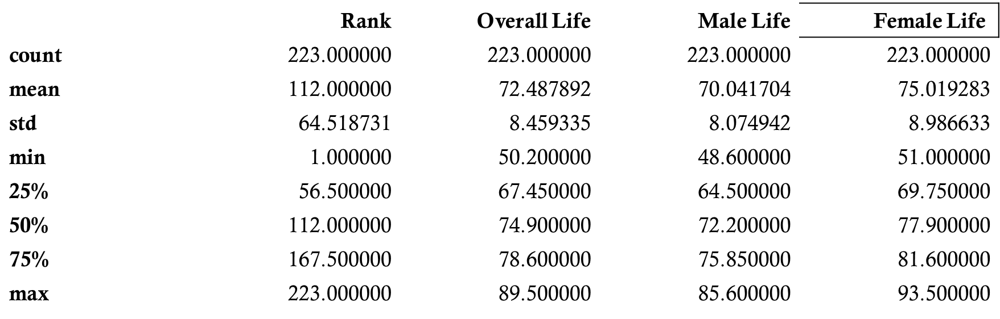 Rank Overall Life Male Life Female Life
count 223.000000 223.000000 223.000000 223.000000
mean 112.000000 72.487892 70.041704 75.019283
std 64.518731 8.459335 8.074942 8.986633
min 1.000000 50.200000 48.600000 51.000000
25% 56.500000 67.450000 64.500000 69.750000
50% 112.000000 74.900000 72.200000 77.900000
75% 167.500000 78.600000 75.850000 81.600000
max 223.000000 89.500000 85.600000 93.500000